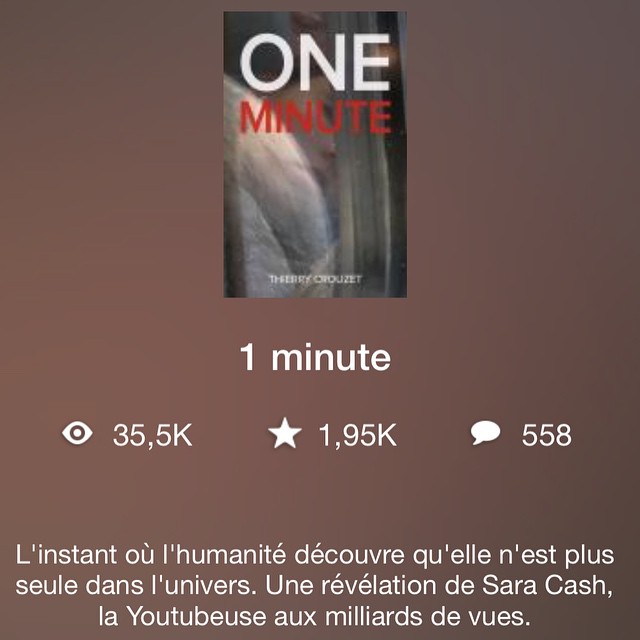 ONE
MINUTE
THIERRY CROUZET
1 minute
35,5K 1,95K 558
L'instant où l'humanité découvre qu'elle n'est plus
seule dans l'univers. Une révélation de Sara Cash,
la Youtubeuse aux milliards de vues.